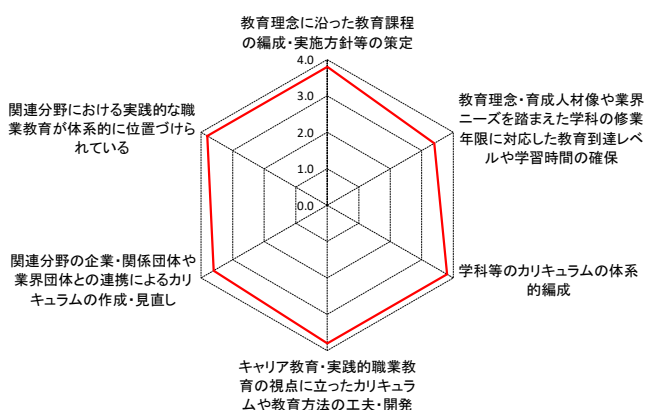 教育理念に沿った教育課程
の編成・実施方針等の策定
4.0
3.0
2.0
1.0
0.0
教育理念・育成人材像や業界
ニーズを踏まえた学科の修業
年限に対応した教育到達レベ
ルや学習時間の確保
学科等のカリキュラムの体系
的編成
キャリア教育・実践的職業教
育の視点に立ったカリキュラ
ムや教育方法の工夫・開発
関連分野の企業・関係団体や
業界団体との連携によるカリ
キュラムの作成・見直し
関連分野における実践的な職
業教育が体系的に位置づけら
れている